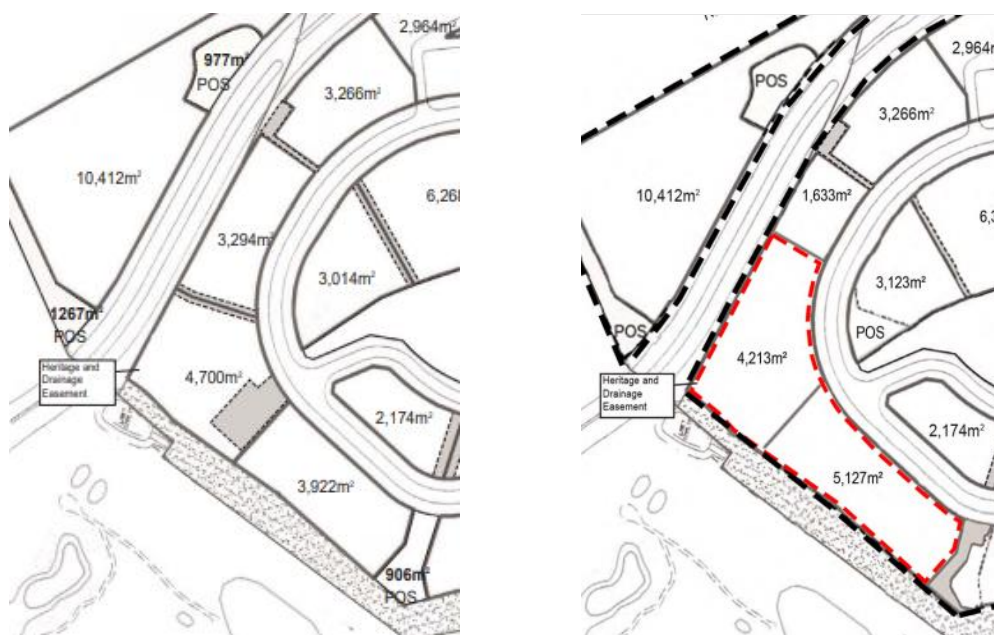 977m²
POS
2,964m²
3,266m²
10,412m²
3,294m²
3,014m²
1267m²
POS
Heritage and
Drainage
Easement
4,700m²
2,174m²
3,922m²
906m²
POS
POS
2,964m
3,266m²
10,412m²
1,633m²
3,123m²
POS
POS
4,213m²
Heritage and
Drainage
Easement
2,174m²
5,127m²